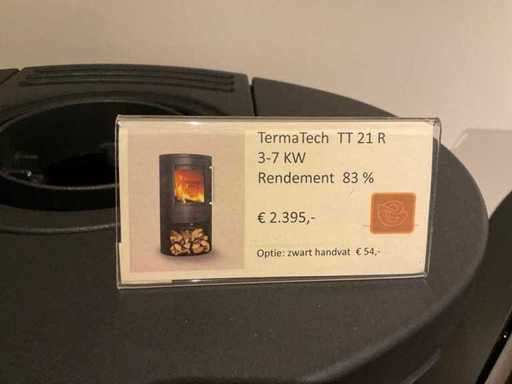 TermaTech TT 21 R
3-7 KW
Rendement 83 %
€ 2.395,-
Optie: zwart handvat € 54,-